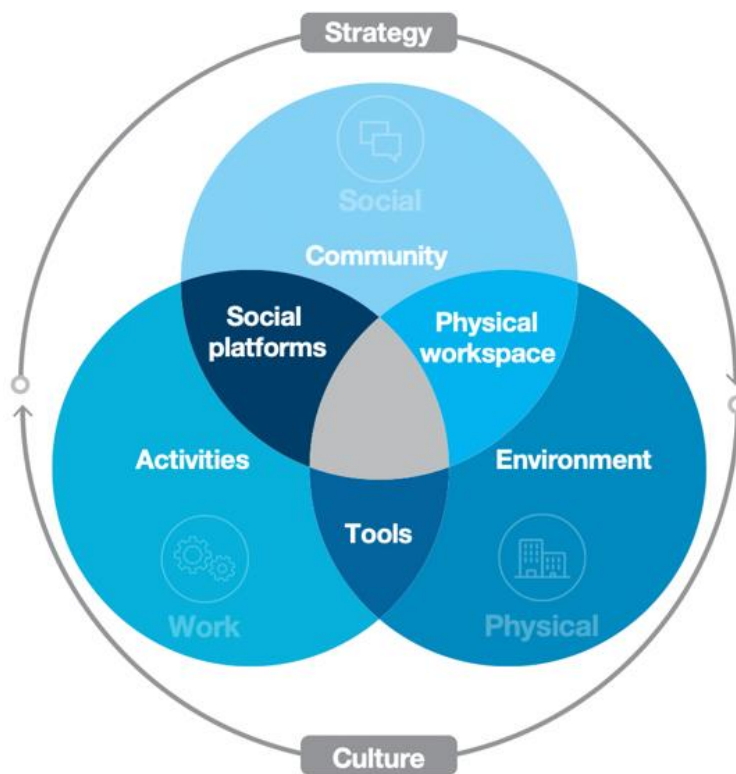 Strategy
Social
Community
Social
platforms
Physical
workspace
Activities
Environment
Tools
Work
Physical
Culture